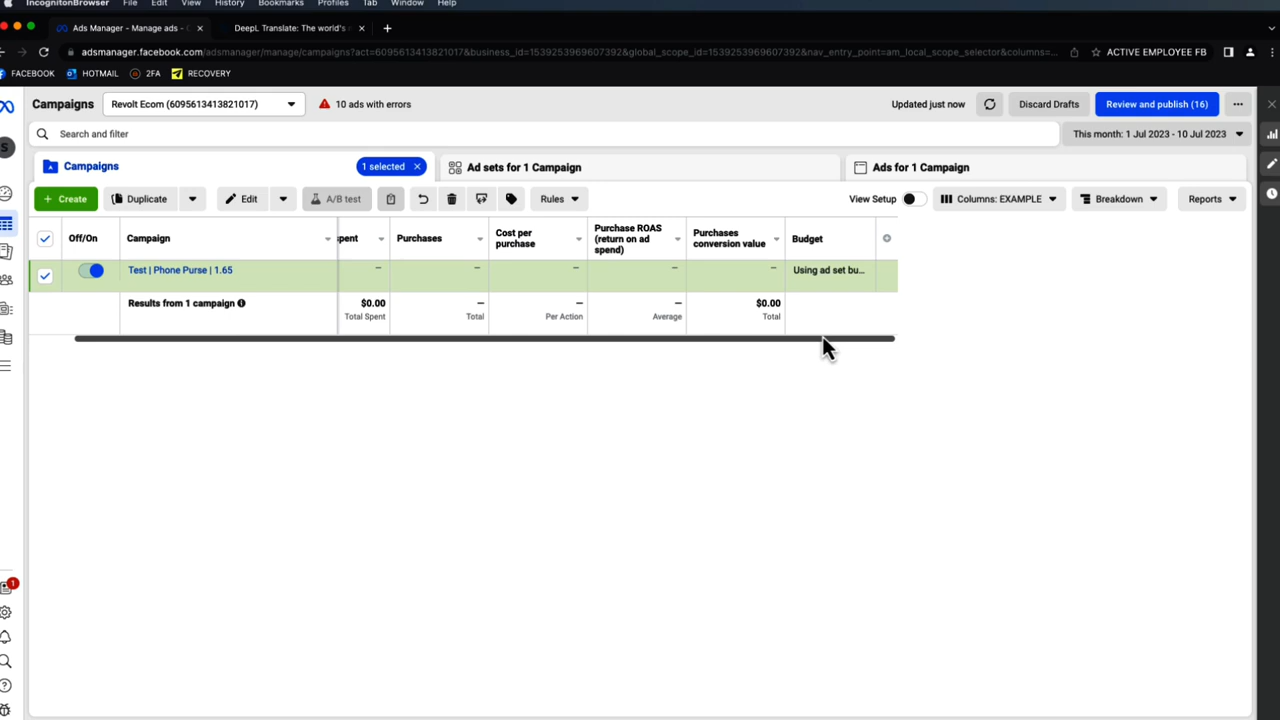 IncognitonBrowser File Edit View History Bookmarks Profiles Tab Window Help
Ads Manager - Manage ads - C
DeepL Translate: The world's
adsmanager.facebook.com/adsmanager/manage/campaigns?act=6095613413821017&business_id=1539253969607392&global_scope_id=1539253969607392&nav_entry_point=am_local_scope_selector&columns=...
ACTIVE EMPLOYEE FB
FACEBOOK HOTMAIL 2FA RECOVERY
Campaigns
Revolt Ecom (6095613413821017)
10 ads with errors
Updated just now
Discard Drafts
Review and publish (16)
Search and filter
This month: 1 Jul 2023 - 10 Jul 2023
Campaigns
1 selected
Ad sets for 1 Campaign
Ads for 1 Campaign
Create
Duplicate
Edit
A/B test
Rules
View Setup
Columns: EXAMPLE
Breakdown
Reports
Off/On
Campaign
spent
Purchases
Cost per
purchase
Purchase ROAS
(return on ad
spend)
Purchases
conversion value
Budget
Test | Phone Purse | 1.65
–
–
–
–
–
Using ad set bu...
Results from 1 campaign
$0.00
Total Spent
–
Total
–
Per Action
–
Average
$0.00
Total
S
1